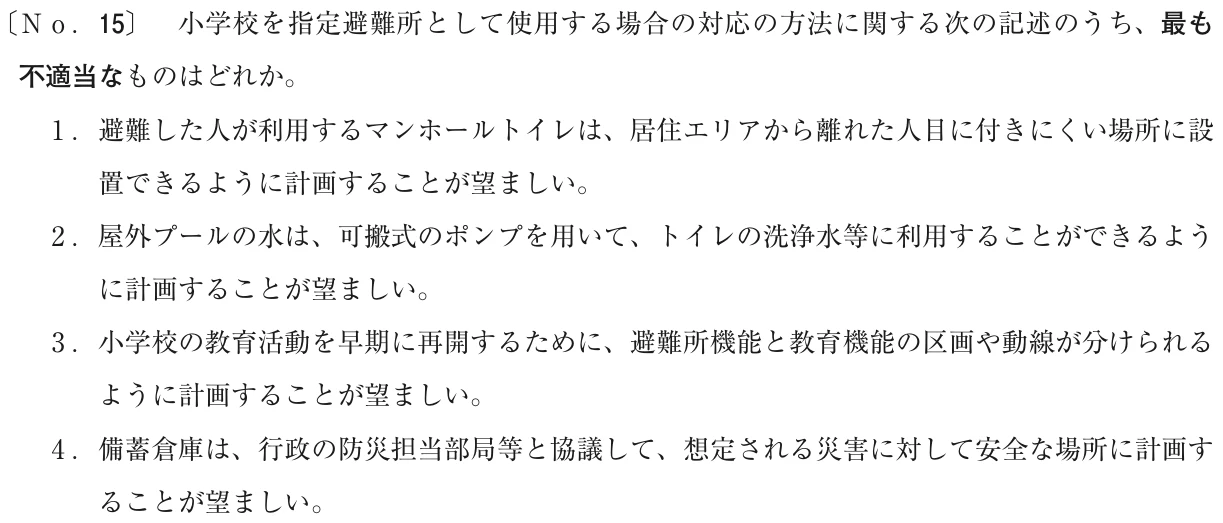 〔Ｎｏ．15〕　小学校を指定避難所として使用する場合の対応の方法に関する次の記述のうち、最も
不適当なものはどれか。
１．避難した人が利用するマンホールトイレは、居住エリアから離れた人目に付きにくい場所に設
置できるように計画することが望ましい。
２．屋外プールの水は、可搬式のポンプを用いて、トイレの洗浄水等に利用することができるよう
に計画することが望ましい。
３．小学校の教育活動を早期に再開するために、避難所機能と教育機能の区画や動線が分けられる
ように計画することが望ましい。
４．備蓄倉庫は、行政の防災担当部局等と協議して、想定される災害に対して安全な場所に計画す
ることが望ましい。